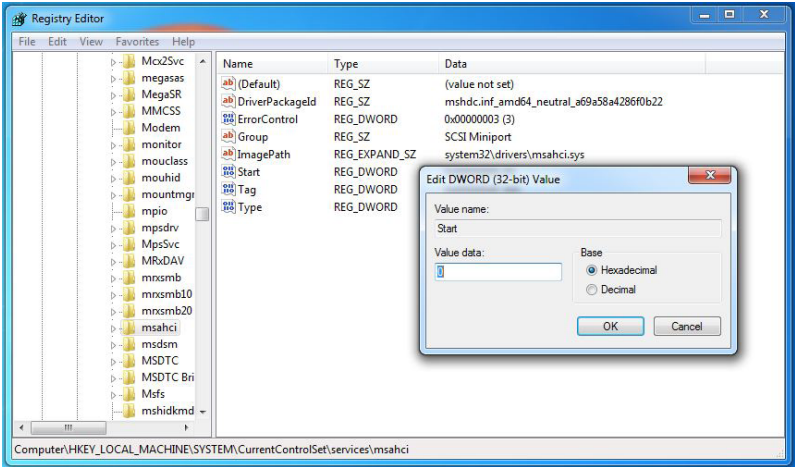 Registry Editor
File Edit View Favorites Help
Mcx2Svc
megasas
MegaSR
MMCSS
Modem
monitor
mouclass
mouhid
mountmgr
mpio
mpsdrv
MpsSvc
MRxDAV
mrxsmb
mrxsmb10
mrxsmb20
msahci
msdsm
MSDTC
MSDTC Bri
Msfs
mshidkmd
Name Type Data
(Default) REG_SZ (value not set)
DriverPackageId REG_SZ mshdc.inf_amd64_neutral_a69a58a4286f0b22
ErrorControl REG_DWORD 0x00000003 (3)
Group REG_SZ SCSI Miniport
ImagePath REG_EXPAND_SZ system32\drivers\msahci.sys
Start REG_DWORD
Tag REG_DWORD
Type REG_DWORD
Edit DWORD (32-bit) Value
Value name:
Start
Value data:
0
Base
Hexadecimal
Decimal
OK Cancel
Computer\HKEY_LOCAL_MACHINE\SYSTEM\CurrentControlSet\services\msahci